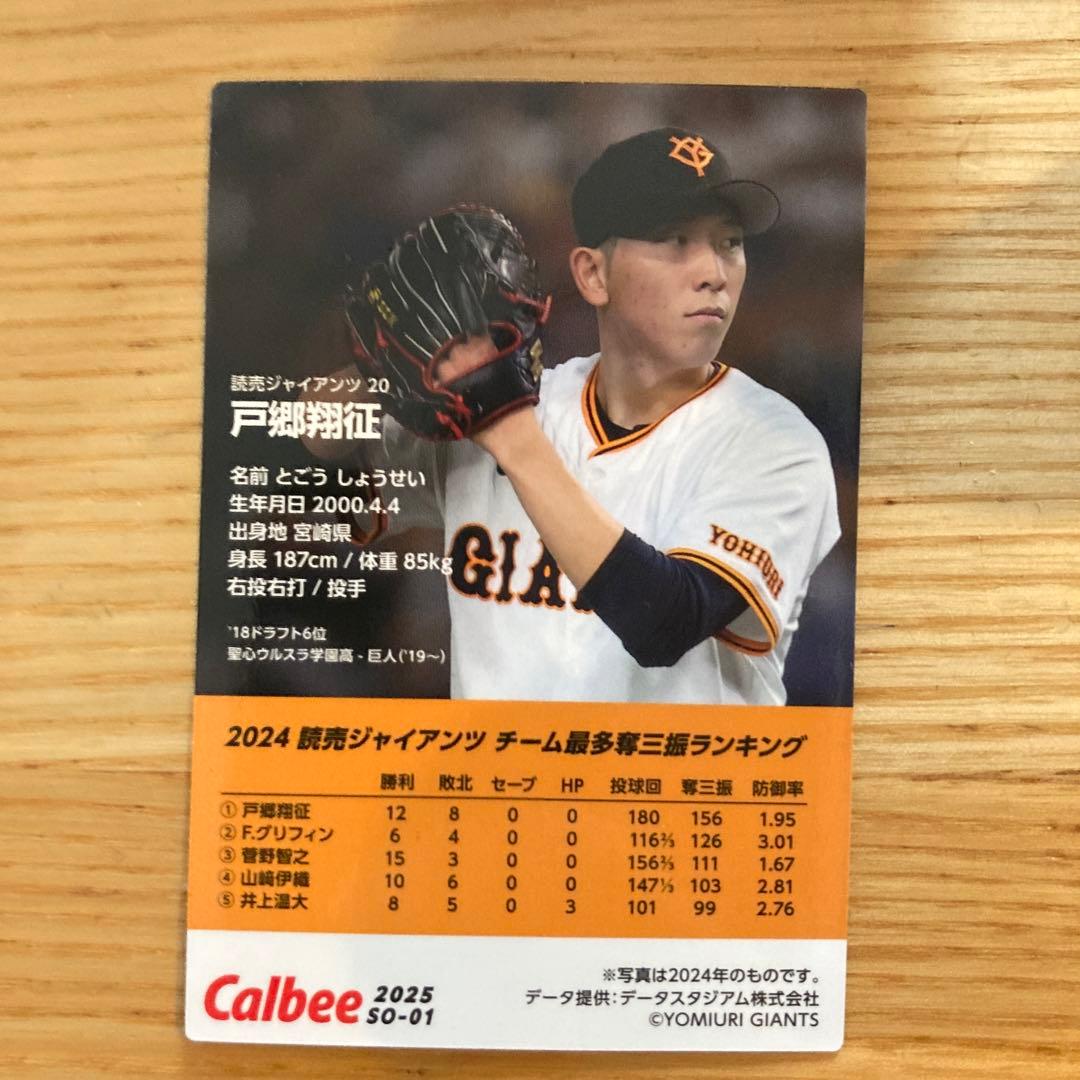 読売ジャイアンツ 20
戸郷翔征
名前 とごう しょうせい
生年月日 2000.4.4
出身地 宮崎県
身長 187cm / 体重 85kg
右投右打 / 投手
'18ドラフト6位
聖心ウルスラ学園高 - 巨人('19〜)
GIA
YOMIURI
2024 読売ジャイアンツ チーム最多奪三振ランキング
勝利 敗北 セーブ HP 投球回 奪三振 防御率
① 戸郷翔征 12 8 0 0 180 156 1.95
② F.グリフィン 6 4 0 0 116⅔ 126 3.01
③ 菅野智之 15 3 0 0 156⅔ 111 1.67
④ 山﨑伊織 10 6 0 0 147⅓ 103 2.81
⑤ 井上温大 8 5 0 3 101 99 2.76
Calbee 2025
SO-01
※写真は2024年のものです。
データ提供：データスタジアム株式会社
©YOMIURI GIANTS